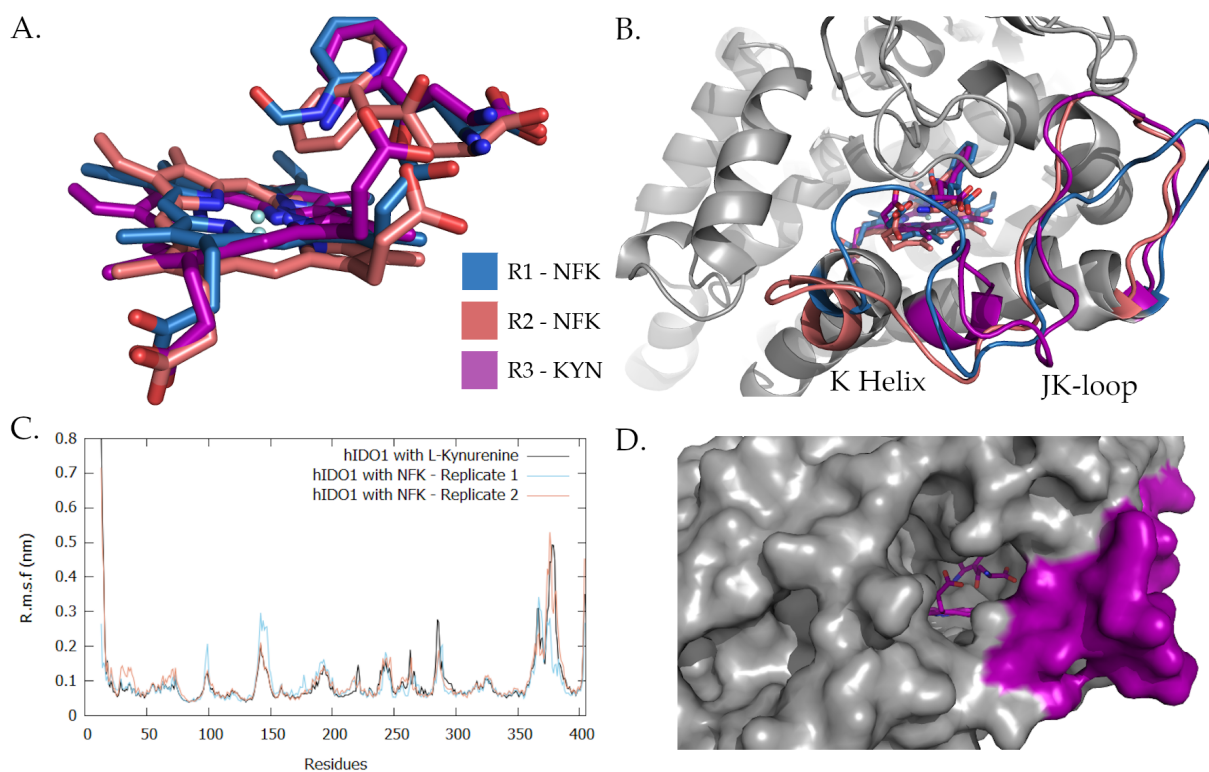 A.
R1 - NFK
R2 - NFK
R3 - KYN
B.
K Helix
JK-loop
C.
R.m.s.f (nm)
0.8
0.7
0.6
0.5
0.4
0.3
0.2
0.1
0
hIDO1 with L-Kynurenine
hIDO1 with NFK - Replicate 1
hIDO1 with NFK - Replicate 2
0 50 100 150 200 250 300 350 400
Residues
D.